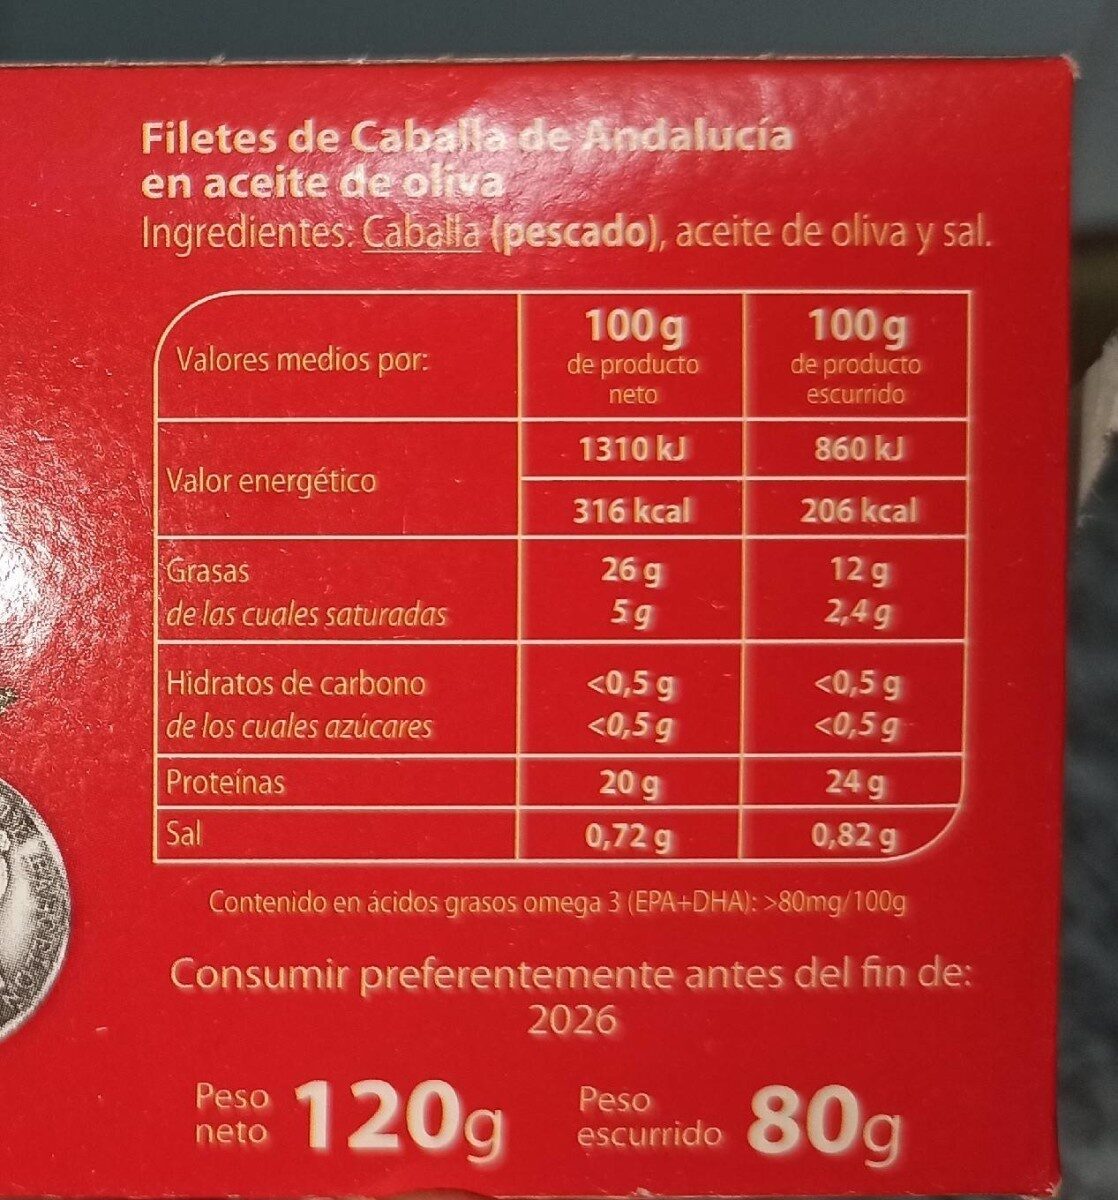 Filetes de Caballa de Andalucía
en aceite de oliva
Ingredientes: Caballa (pescado), aceite de oliva y sal.
Valores medios por:
100g
de producto
neto
100g
de producto
escurrido
Valor energético
1310 kJ
860 kJ
316 kcal
206 kcal
Grasas
26 g
12 g
de las cuales saturadas
5 g
2,4 g
Hidratos de carbono
<0,5 g
<0,5 g
de los cuales azúcares
<0,5 g
<0,5 g
Proteínas
20 g
24 g
Sal
0,72 g
0,82 g
Contenido en ácidos grasos omega 3 (EPA+DHA): >80mg/100g
Consumir preferentemente antes del fin de:
2026
Peso
neto
120g
Peso
escurrido
80g